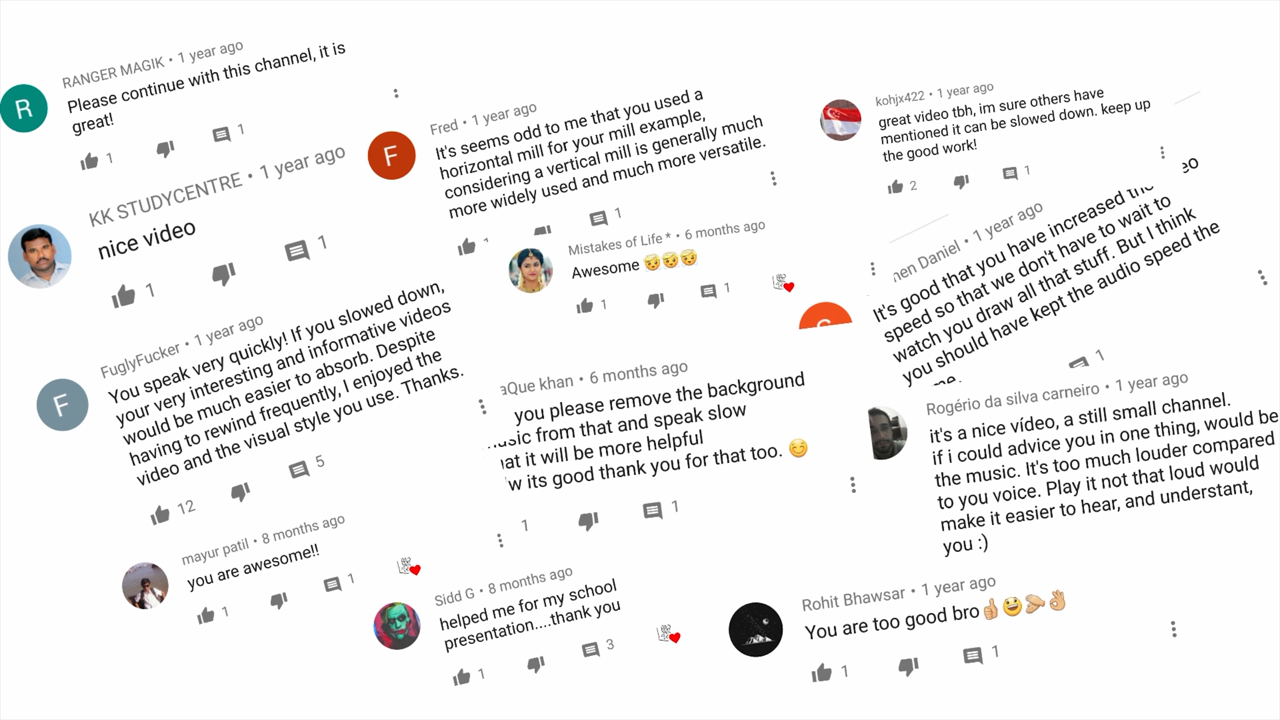 R
RANGER MAGIK • 1 year ago
Please continue with this channel, it is
great!
1
1
KK STUDYCENTRE • 1 year ago
nice video
1
1
F
FuglyFucker • 1 year ago
You speak very quickly! If you slowed down,
your very interesting and informative videos
would be much easier to absorb. Despite
having to rewind frequently, I enjoyed the
video and the visual style you use. Thanks.
12
5
mayur patil • 8 months ago
you are awesome!!
1
1
F
Fred • 1 year ago
It's seems odd to me that you used a
horizontal mill for your mill example,
considering a vertical mill is generally much
more widely used and much more versatile.
1
Mistakes of Life * • 6 months ago
Awesome 😇😇😇
1
1
aQue khan • 6 months ago
you please remove the background
from that and speak slow
it will be more helpful
its good thank you for that too. 😊
1
1
Sidd G • 8 months ago
helped me for my school
presentation....thank you
1
3
kohjx422 • 1 year ago
great video tbh, im sure others have
mentioned it can be slowed down. keep up
the good work!
2
1
Daniel • 1 year ago
It's good that you have increased
speed so that we don't have to wait to
watch you draw all that stuff. But I think
you should have kept the audio speed the
1
Rogério da silva carneiro • 1 year ago
it's a nice vídeo, a still small channel.
if i could advice you in one thing, would be
the music. It's too much louder compared
to you voice. Play it not that loud would
make it easier to hear, and understant,
you :)
Rohit Bhawsar • 1 year ago
You are too good bro👍😃🤛👌
1
1